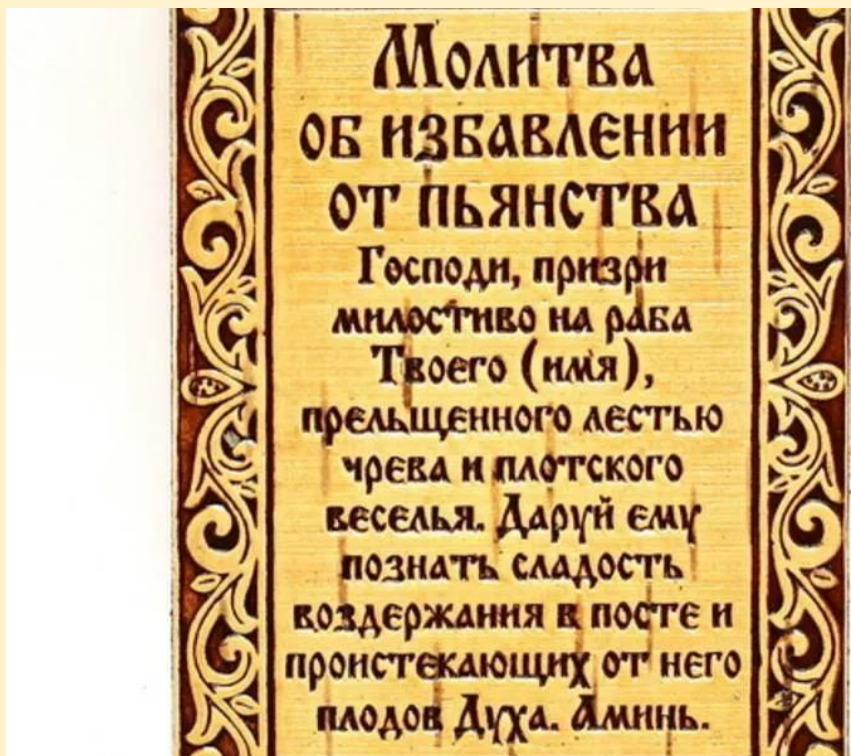 Молитва
об избавлении
от пьянства
Господи, призри
милостиво на раба
Твоего (имя),
прельщенного лестью
чрева и плотского
веселья. Даруй ему
познать сладость
воздержания в посте и
проистекающих от него
плодов Духа. Аминь.